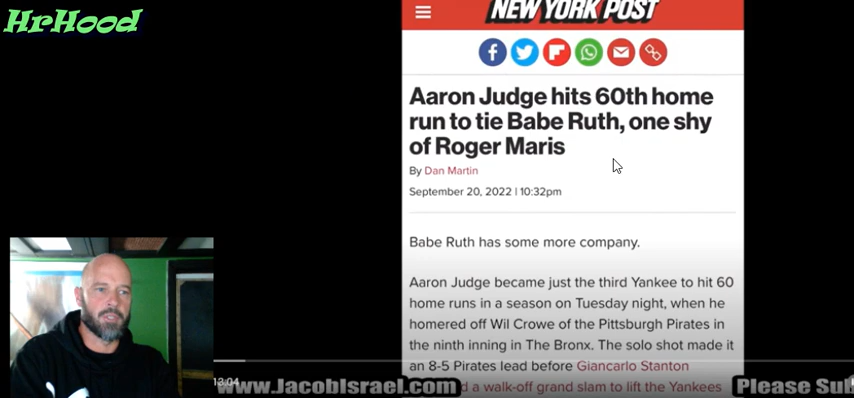 HrHood
NEW YORK POST
Aaron Judge hits 60th home
run to tie Babe Ruth, one shy
of Roger Maris
By Dan Martin
September 20, 2022 | 10:32pm
Babe Ruth has some more company.
Aaron Judge became just the third Yankee to hit 60
home runs in a season on Tuesday night, when he
homered off Wil Crowe of the Pittsburgh Pirates in
the ninth inning in The Bronx. The solo shot made it
an 8-5 Pirates lead before Giancarlo Stanton
a walk-off grand slam to lift the Yankees
13:04
www.JacobIsrael.com
Please Sub